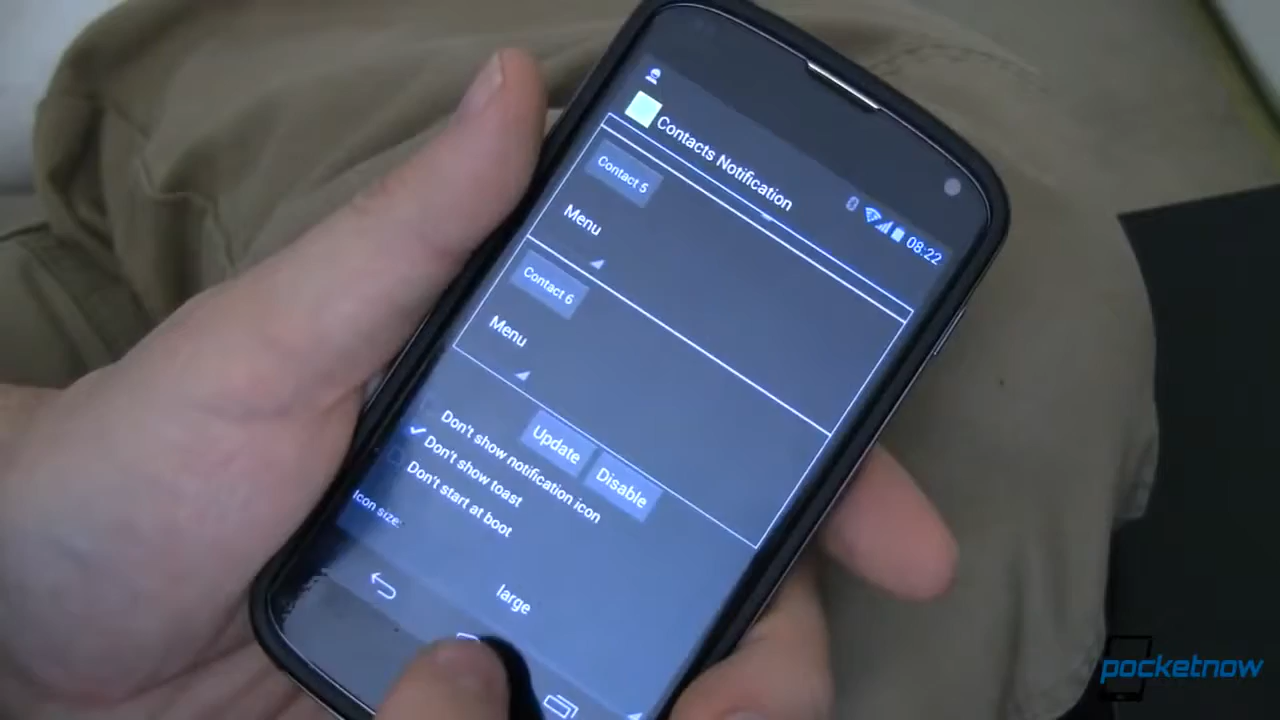 Contacts Notification
08:22
Contact 5
Menu
Contact 6
Menu
Update
Disable
Don't show notification icon
Don't show toast
Don't start at boot
Icon size:
large
pocketnow